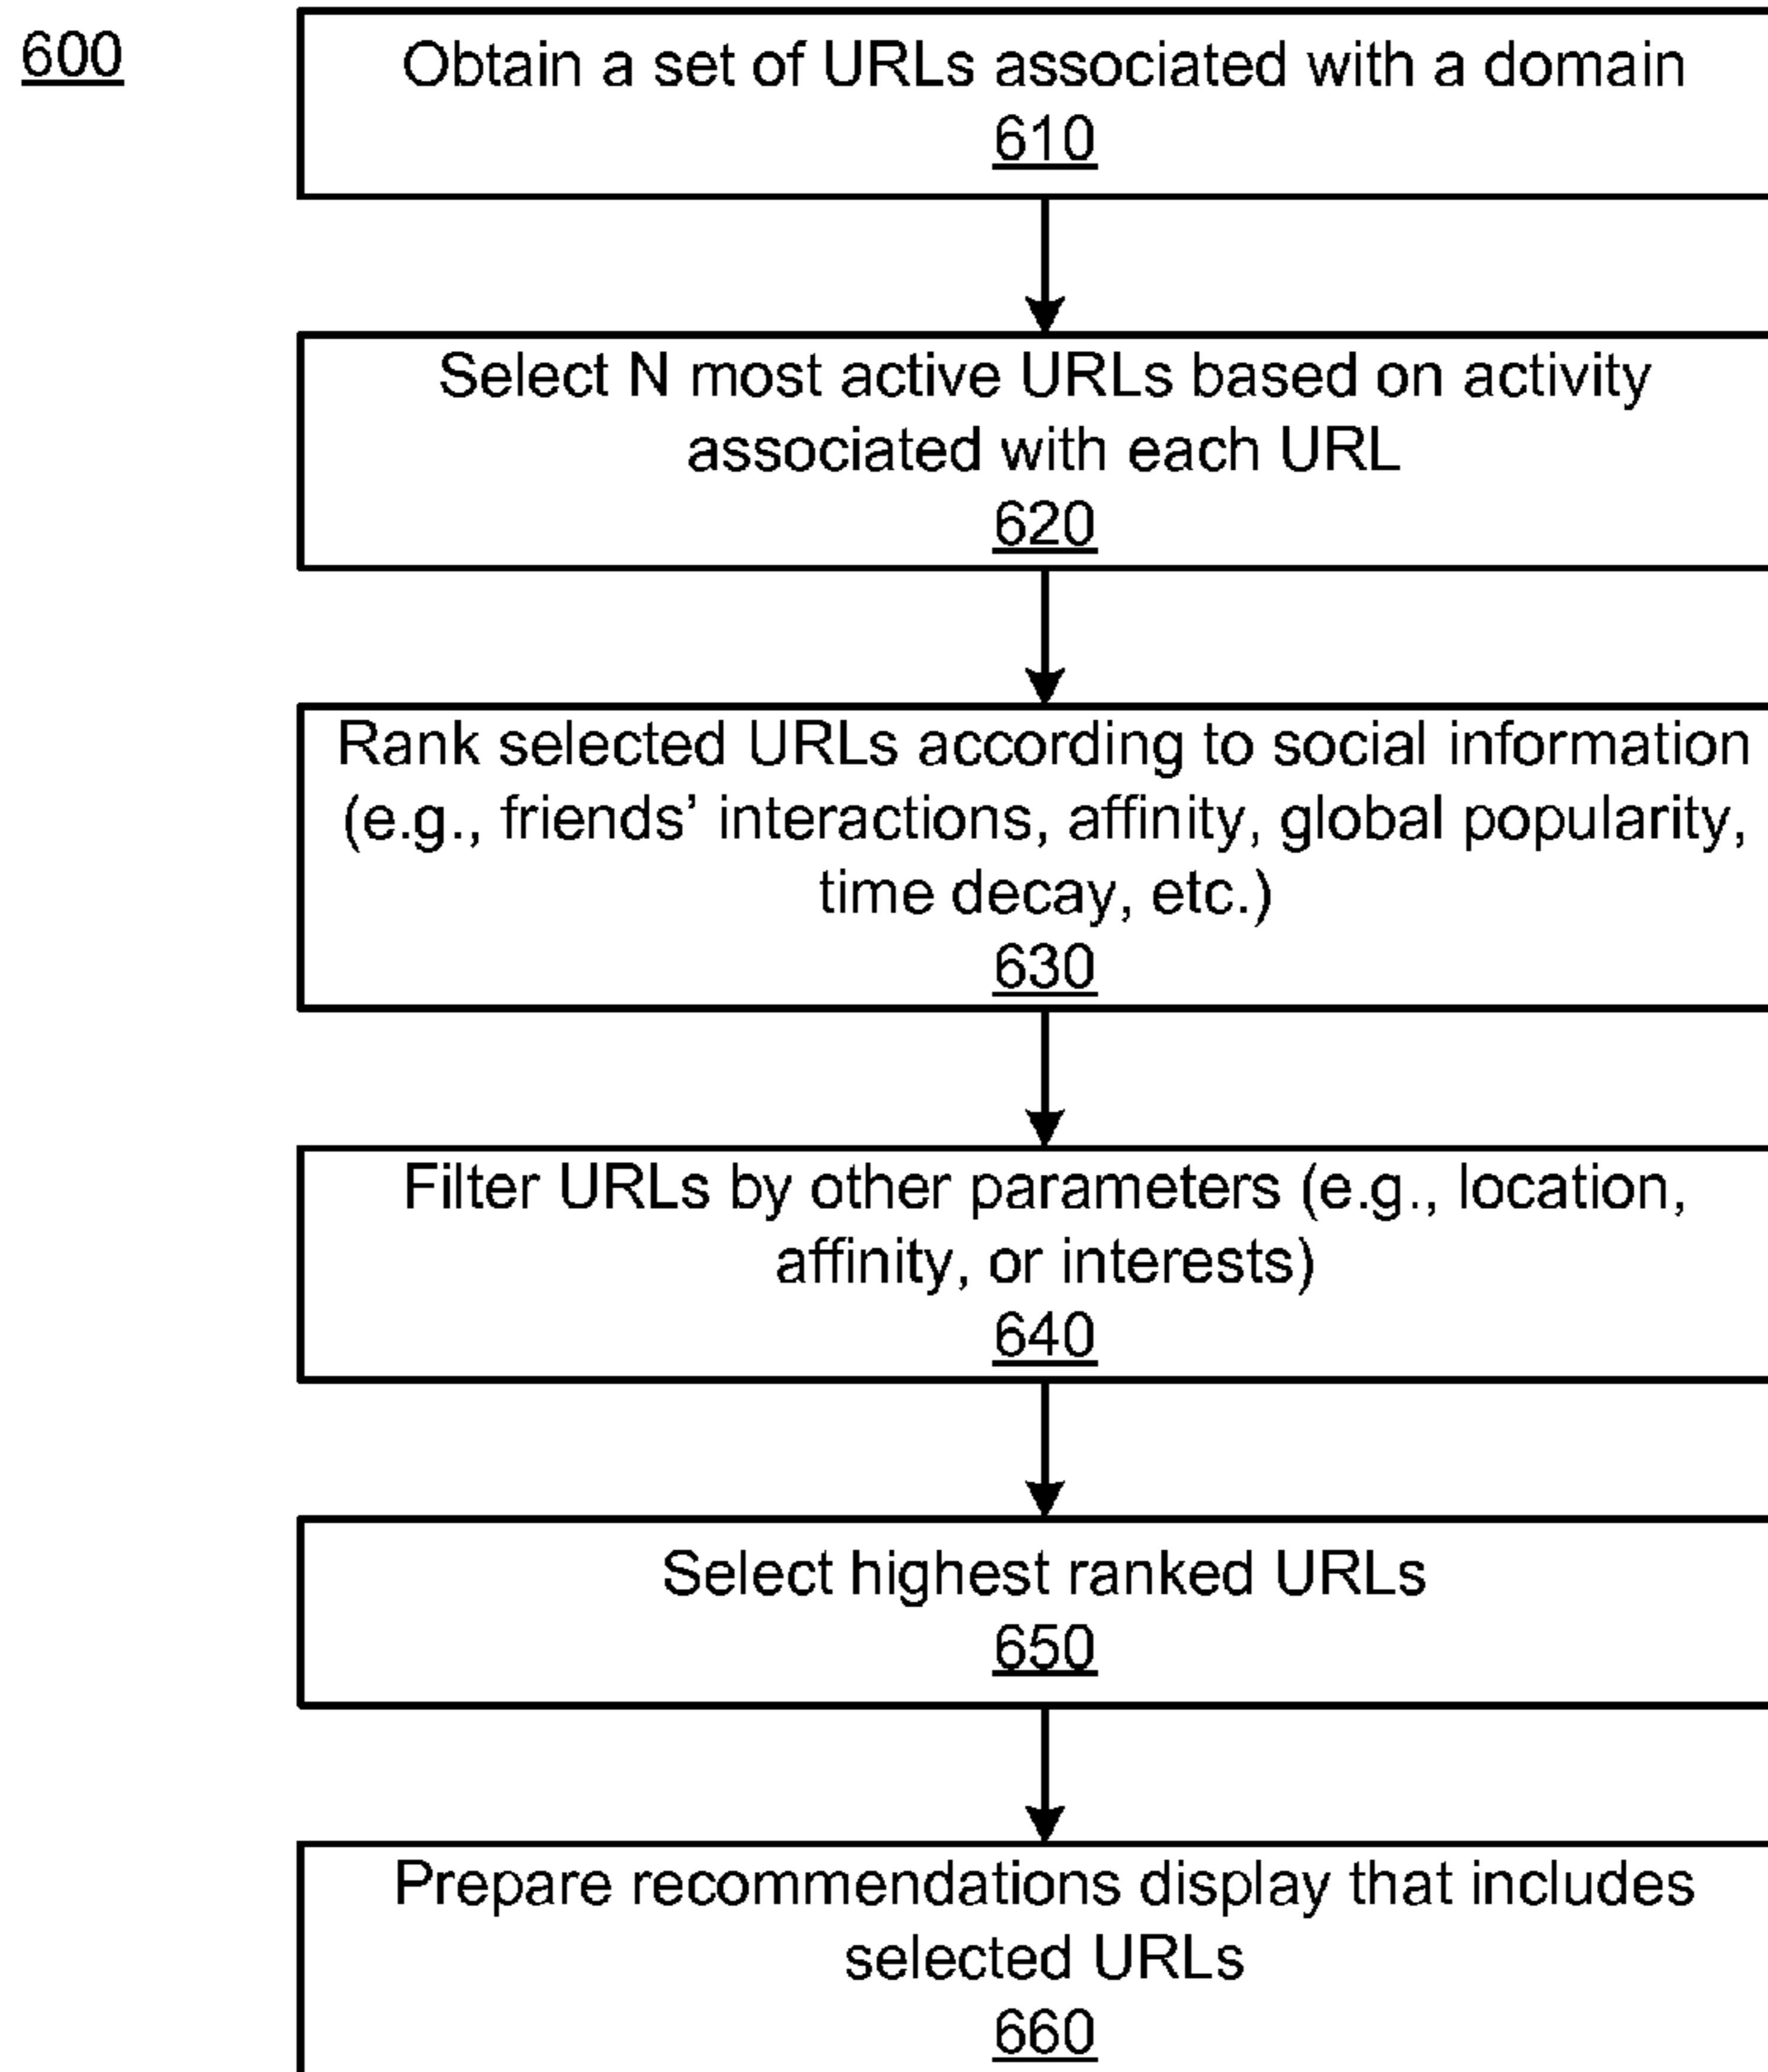 600
Obtain a set of URLs associated with a domain
610
Select N most active URLs based on activity
associated with each URL
620
Rank selected URLs according to social information
(e.g., friends’ interactions, affinity, global popularity,
time decay, etc.)
630
Filter URLs by other parameters (e.g., location,
affinity, or interests)
640
Select highest ranked URLs
650
Prepare recommendations display that includes
selected URLs
660